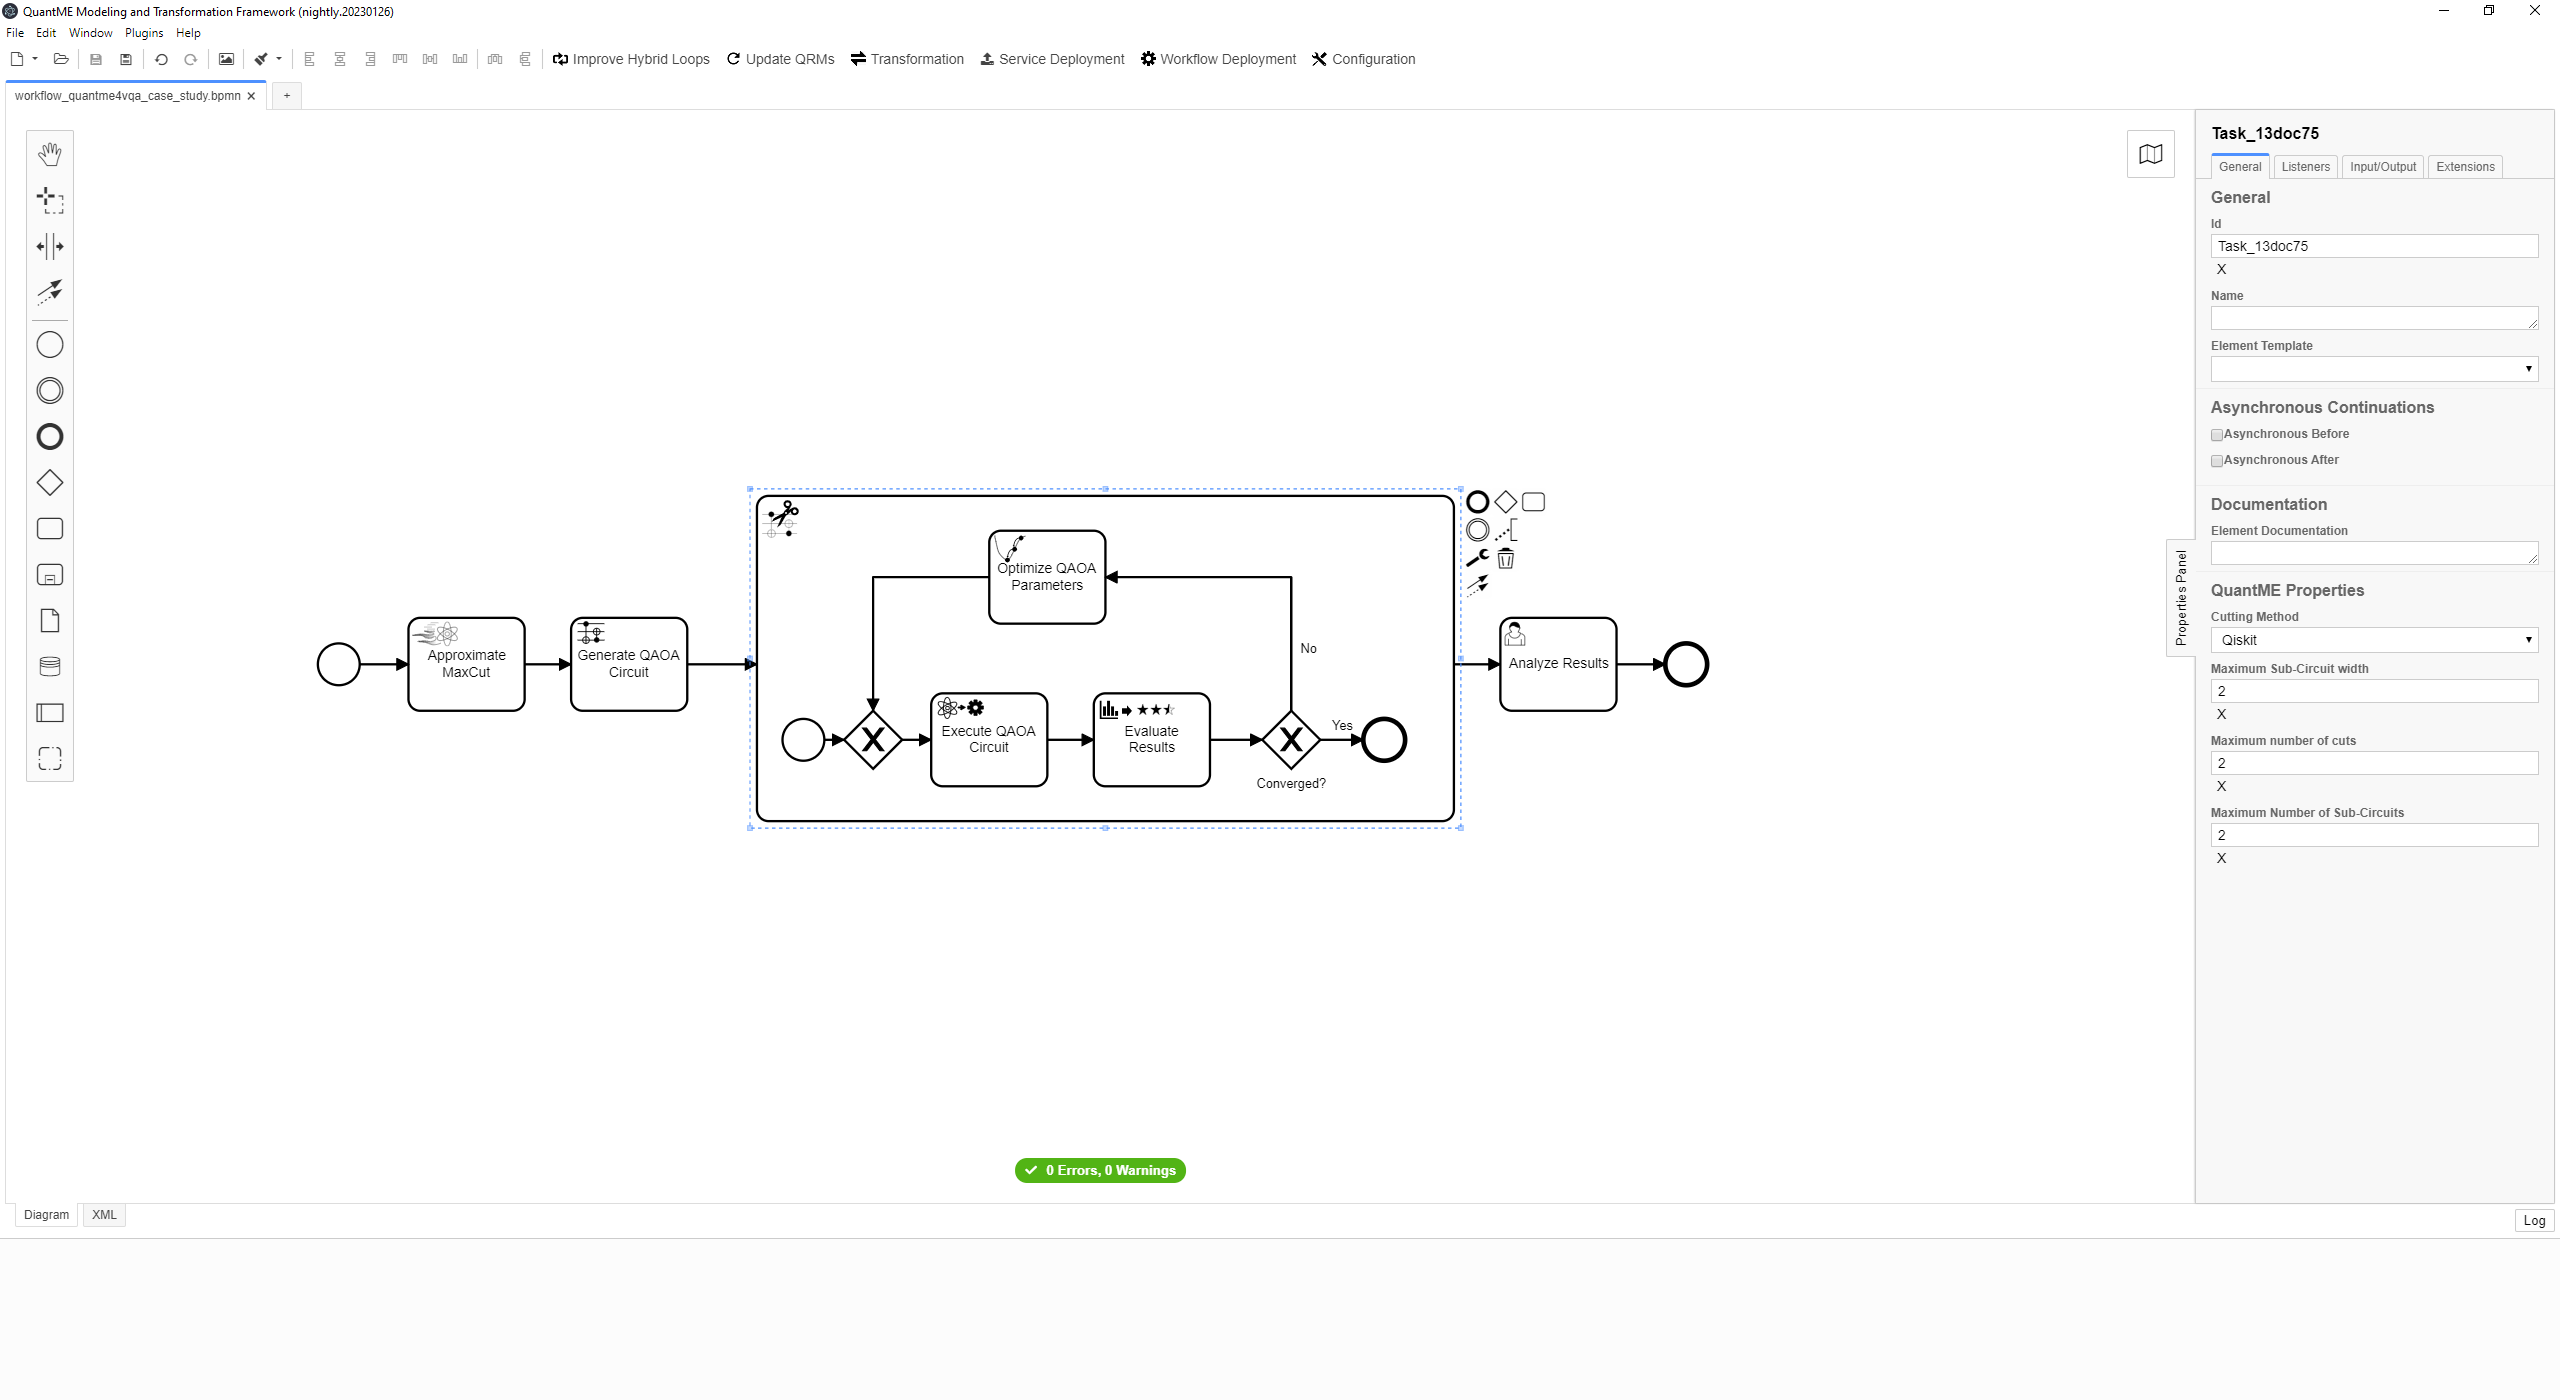 QuantME Modeling and Transformation Framework (nightly.20230126)
File Edit Window Plugins Help
Improve Hybrid Loops Update QRMs Transformation Service Deployment Workflow Deployment Configuration
workflow_quantme4vqa_case_study.bpmn
+
Optimize QAOA
Parameters
Approximate
MaxCut
Generate QAOA
Circuit
No
Execute QAOA
Circuit
Evaluate
Results
Yes
Converged?
Analyze Results
0 Errors, 0 Warnings
Properties Panel
Task_13doc75
General Listeners Input/Output Extensions
General
Id
Task_13doc75
X
Name
Element Template
Asynchronous Continuations
Asynchronous Before
Asynchronous After
Documentation
Element Documentation
QuantME Properties
Cutting Method
Qiskit
Maximum Sub-Circuit width
2
X
Maximum number of cuts
2
X
Maximum Number of Sub-Circuits
2
X
Diagram XML
Log